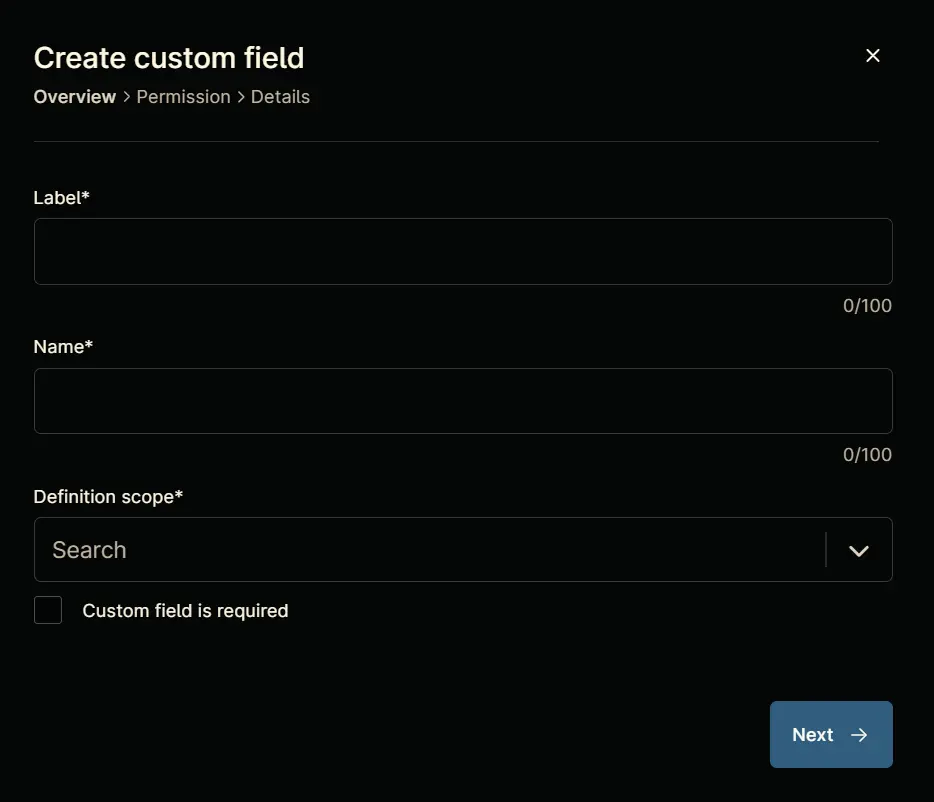 Create custom field
Overview > Permission > Details
Label*
0/100
Name*
0/100
Definition scope*
Search
Custom field is required
Next →